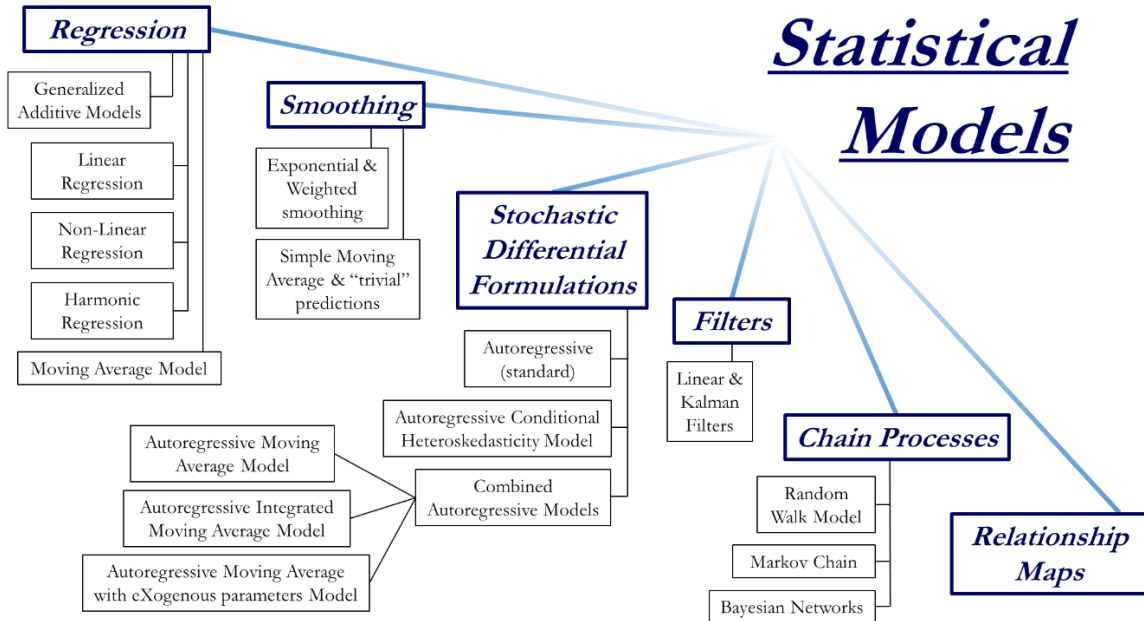 Statistical
Models
Regression
Generalized
Additive Models
Linear
Regression
Non-Linear
Regression
Harmonic
Regression
Moving Average Model
Smoothing
Exponential &
Weighted
smoothing
Simple Moving
Average & “trivial”
predictions
Stochastic
Differential
Formulations
Autoregressive
(standard)
Autoregressive Conditional
Heteroskedasticity Model
Combined
Autoregressive Models
Autoregressive Moving
Average Model
Autoregressive Integrated
Moving Average Model
Autoregressive Moving Average
with eXogenous parameters Model
Filters
Linear &
Kalman
Filters
Chain Processes
Random
Walk Model
Markov Chain
Bayesian Networks
Relationship
Maps